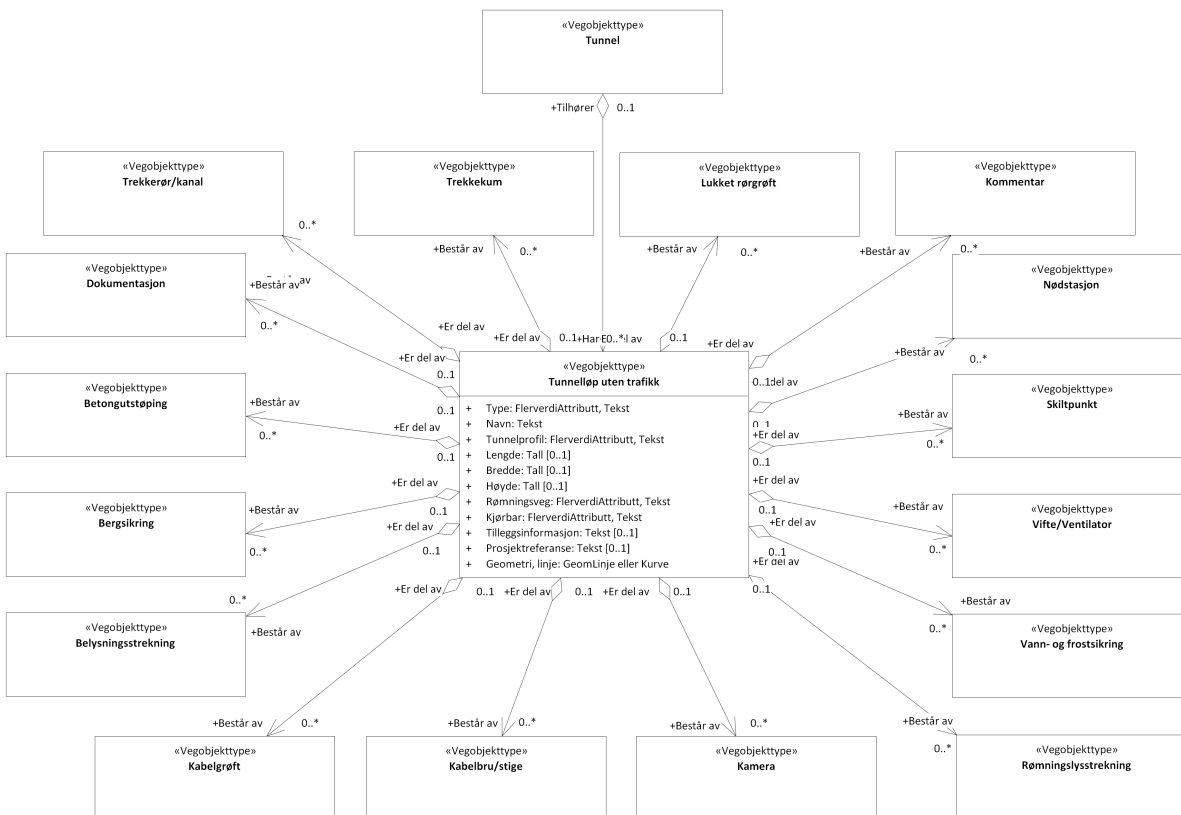 «Vegobjekttype»
Tunnel
+Tilhører
0..1
«Vegobjekttype»
Trekkerør/kanal
«Vegobjekttype»
Trekkekum
«Vegobjekttype»
Lukket rørgrøft
«Vegobjekttype»
Kommentar
0..*
+Består av
0..*
+Består av
0..*
+Består av
0..*
«Vegobjekttype»
Dokumentasjon
+Består av
0..*
«Vegobjekttype»
Nødstasjon
+Består av
0..*
+Er del av
+Er del av
0..1
0..*
0..1
+Er del av
+Er del av
0..1
0..1
«Vegobjekttype»
Tunnelløp uten trafikk
+ Type: FlerverdiAttributt, Tekst
+ Navn: Tekst
+ Tunnelprofil: FlerverdiAttributt, Tekst
+ Lengde: Tall [0..1]
+ Bredde: Tall [0..1]
+ Høyde: Tall [0..1]
+ Rømningsveg: FlerverdiAttributt, Tekst
+ Kjørbar: FlerverdiAttributt, Tekst
+ Tilleggsinformasjon: Tekst [0..1]
+ Prosjektreferanse: Tekst [0..1]
+ Geometri, linje: GeomLinje eller Kurve
«Vegobjekttype»
Betongutstøping
+Består av
0..*
+Er del av
0..1
0..1
«Vegobjekttype»
Skiltpunkt
+Består av
0..*
+Er del av
0..1
«Vegobjekttype»
Bergsikring
+Består av
0..*
+Er del av
0..1
«Vegobjekttype»
Vifte/Ventilator
+Består av
0..*
+Er del av
0..1
«Vegobjekttype»
Belysningsstrekning
0..*
+Består av
+Er del av
0..1
«Vegobjekttype»
Vann- og frostsikring
+Består av
0..*
0..1
+Er del av
0..1
+Er del av
0..1
+Er del av
0..1
+Er del av
0..1
+Består av
0..*
+Består av
0..*
+Består av
0..*
+Består av
0..*
«Vegobjekttype»
Kabelgrøft
«Vegobjekttype»
Kabelbru/stige
«Vegobjekttype»
Kamera
«Vegobjekttype»
Rømningslysstrekning